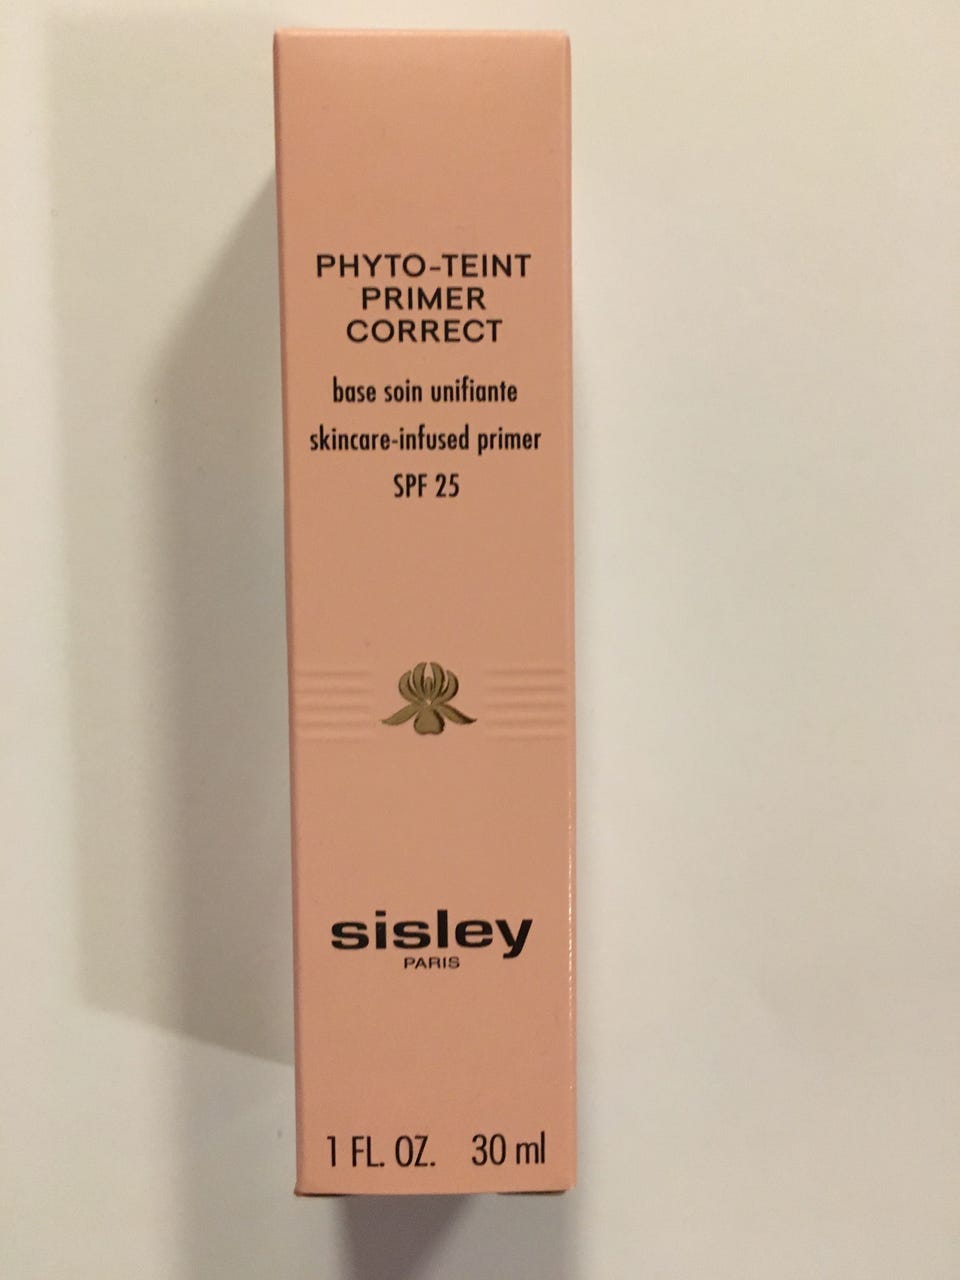 PHYTO-TEINT
PRIMER
CORRECT
base soin unifiante
skincare-infused primer
SPF 25
sisley
PARIS
1 FL. OZ. 30 ml